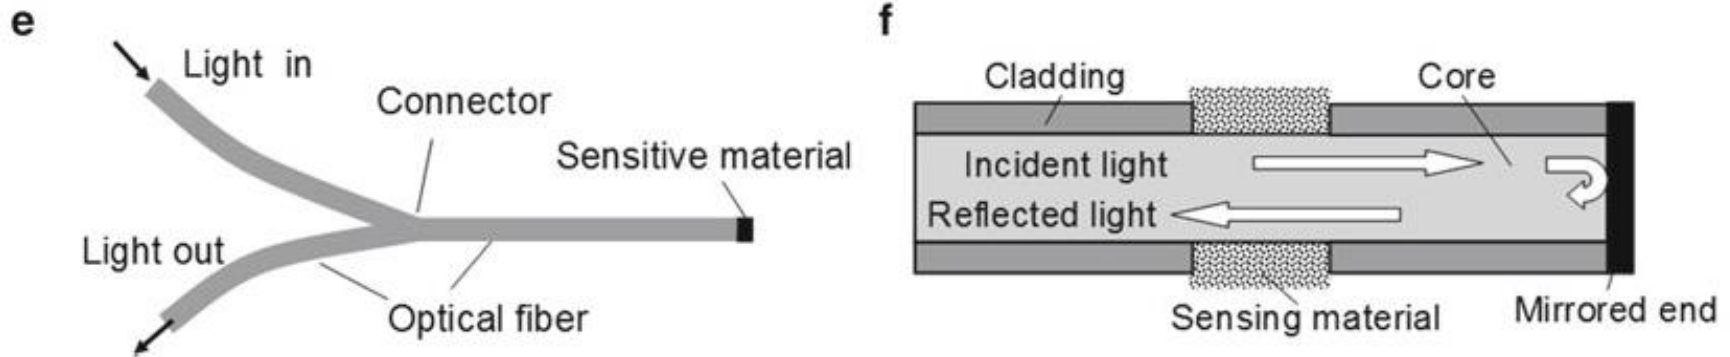 e
Light in
Connector
Sensitive material
Light out
Optical fiber
f
Cladding
Core
Incident light
Reflected light
Sensing material
Mirrored end